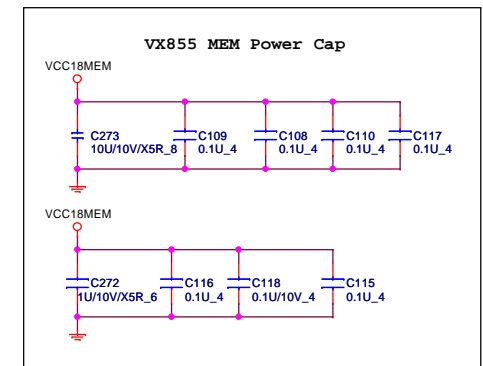 VX855 MEM Power Cap
VCC18MEM
C273 C109 C108 C110 C117
10U/10V/X5R_8 0.1U_4 0.1U_4 0.1U_4 0.1U_4
VCC18MEM
C272 C116 C118 C115
1U/10V/X5R_6 0.1U_4 0.1U/10V_4 0.1U_4